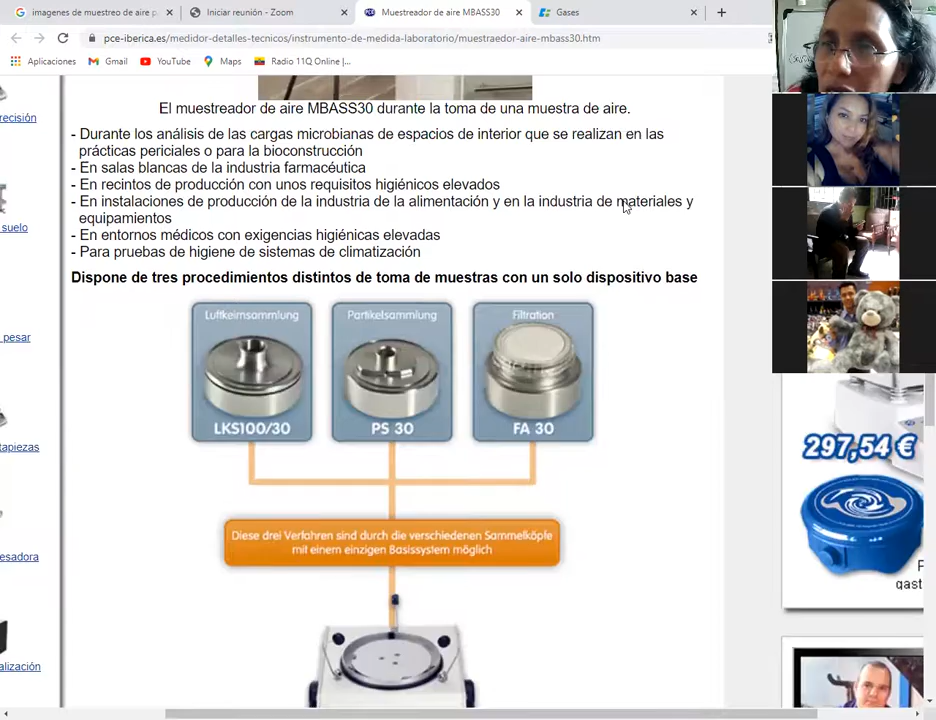 imagenes de muestreo de aire p
Iniciar reunión - Zoom
Muestreador de aire MBASS30
Gases
pce-iberica.es/medidor-detalles-tecnicos/instrumento-de-medida-laboratorio/muestraedor-aire-mbass30.htm
Aplicaciones
Gmail
YouTube
Maps
Radio 11Q Online |...
El muestreador de aire MBASS30 durante la toma de una muestra de aire.
- Durante los análisis de las cargas microbianas de espacios de interior que se realizan en las
prácticas periciales o para la bioconstrucción
- En salas blancas de la industria farmacéutica
- En recintos de producción con unos requisitos higiénicos elevados
- En instalaciones de producción de la industria de la alimentación y en la industria de materiales y
equipamientos
- En entornos médicos con exigencias higiénicas elevadas
- Para pruebas de higiene de sistemas de climatización
Dispone de tres procedimientos distintos de toma de muestras con un solo dispositivo base
Luftkeimsammlung
LKS100/30
Partikelsammlung
PS 30
Filtration
FA 30
Diese drei Verfahren sind durch die verschiedenen Sammelköpfe
mit einem einzigen Basissystem möglich
recisión
suelo
pesar
tapiezas
esadora
alización
297,54 €
P
gast